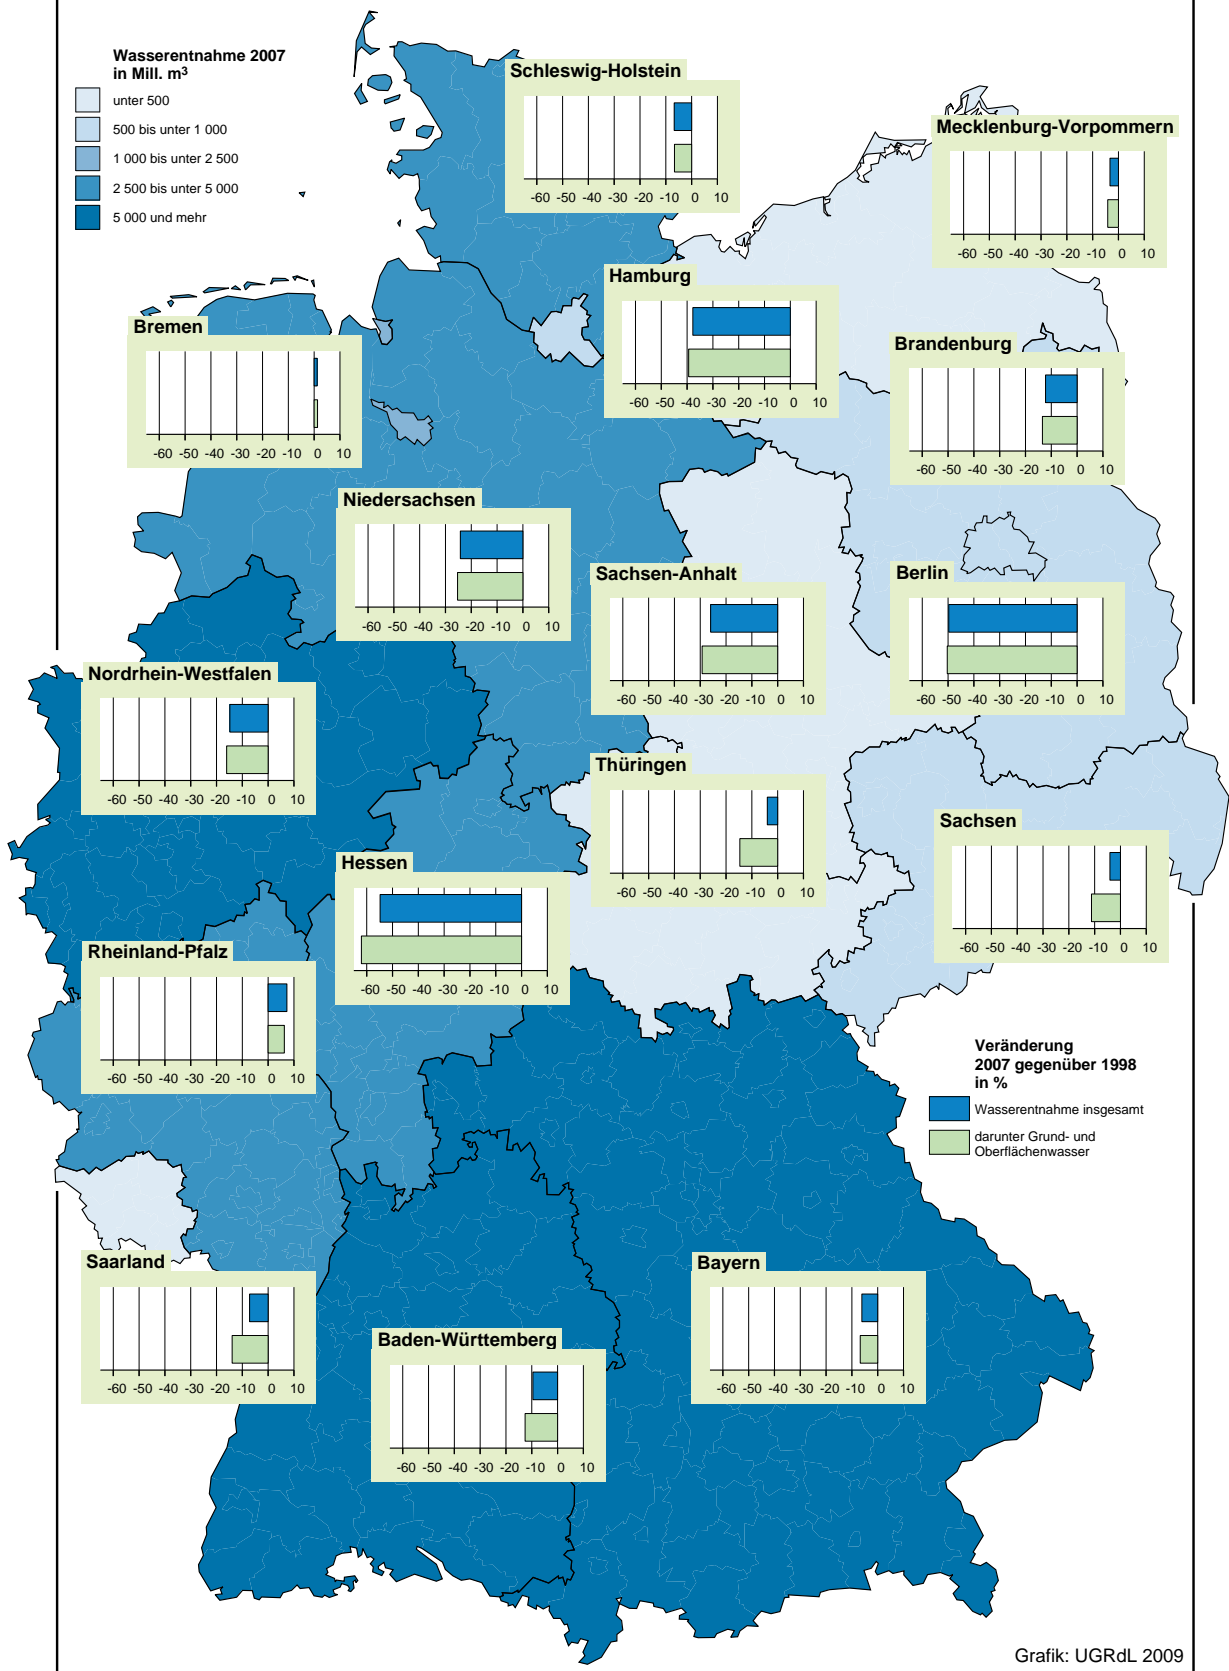 Wasserentnahme 2007
in Mill. m³
unter 500
500 bis unter 1 000
1 000 bis unter 2 500
2 500 bis unter 5 000
5 000 und mehr
Schleswig-Holstein
-60 -50 -40 -30 -20 -10 0 10
Mecklenburg-Vorpommern
-60 -50 -40 -30 -20 -10 0 10
Hamburg
-60 -50 -40 -30 -20 -10 0 10
Bremen
-60 -50 -40 -30 -20 -10 0 10
Brandenburg
-60 -50 -40 -30 -20 -10 0 10
Niedersachsen
-60 -50 -40 -30 -20 -10 0 10
Sachsen-Anhalt
-60 -50 -40 -30 -20 -10 0 10
Berlin
-60 -50 -40 -30 -20 -10 0 10
Nordrhein-Westfalen
-60 -50 -40 -30 -20 -10 0 10
Thüringen
-60 -50 -40 -30 -20 -10 0 10
Sachsen
-60 -50 -40 -30 -20 -10 0 10
Hessen
-60 -50 -40 -30 -20 -10 0 10
Rheinland-Pfalz
-60 -50 -40 -30 -20 -10 0 10
Veränderung
2007 gegenüber 1998
in %
Wasserentnahme insgesamt
darunter Grund- und
Oberflächenwasser
Saarland
-60 -50 -40 -30 -20 -10 0 10
Bayern
-60 -50 -40 -30 -20 -10 0 10
Baden-Württemberg
-60 -50 -40 -30 -20 -10 0 10
Grafik: UGRdL 2009